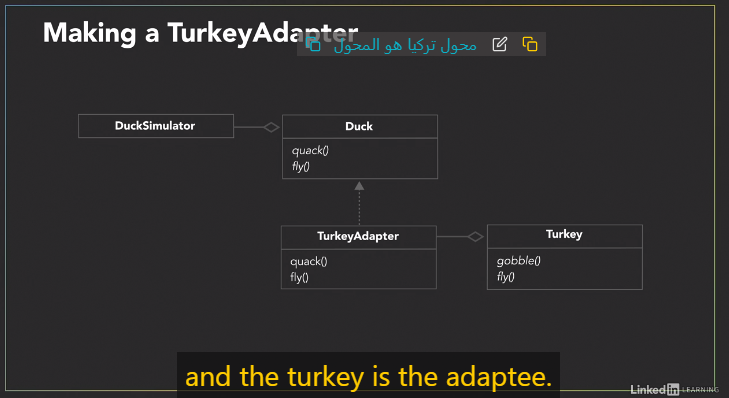 Making a TurkeyAdapter
محول تركيا هو المحول
DuckSimulator
Duck
quack()
fly()
TurkeyAdapter
quack()
fly()
Turkey
gobble()
fly()
and the turkey is the adaptee.
Linked in LEARNING